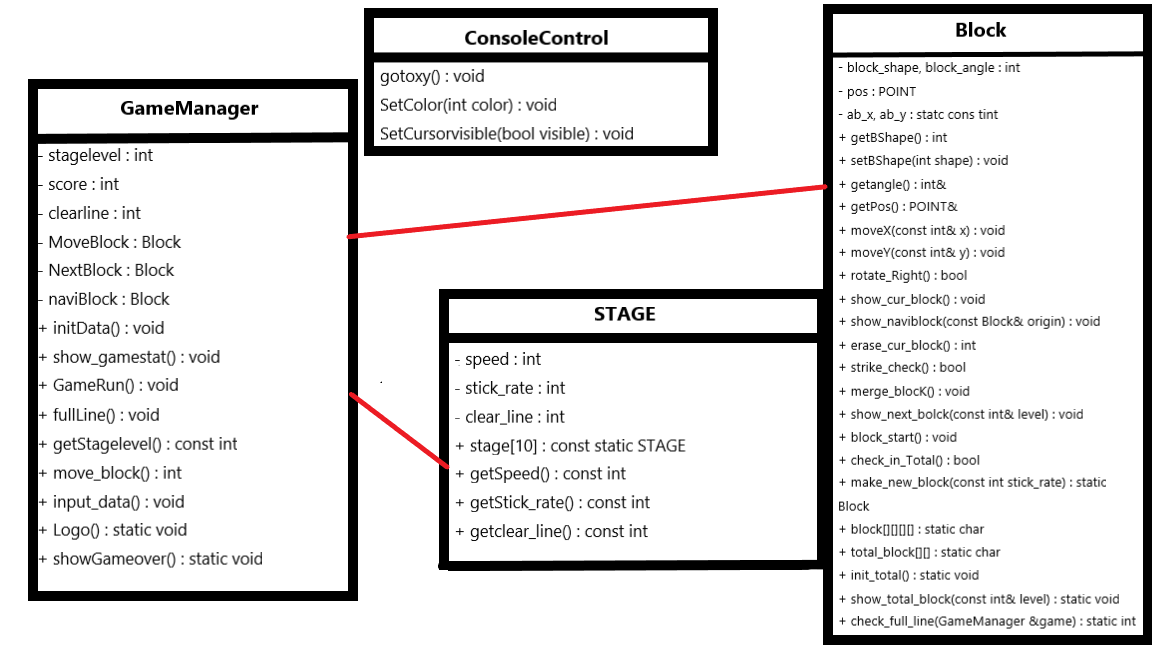 GameManager
- stagelevel : int
- score : int
- clearline : int
- MoveBlock : Block
- NextBlock : Block
- naviBlock : Block
+ initData() : void
+ show_gamestat() : void
+ GameRun() : void
+ fullLine() : void
+ getStagelevel() : const int
+ move_block() : int
+ input_data() : void
+ Logo() : static void
+ showGameover() : static void
ConsoleControl
gotoxy() : void
SetColor(int color) : void
SetCursorvisible(bool visible) : void
STAGE
- speed : int
- stick_rate : int
- clear_line : int
+ stage[10] : const static STAGE
+ getSpeed() : const int
+ getStick_rate() : const int
+ getclear_line() : const int
Block
- block_shape, block_angle : int
- pos : POINT
- ab_x, ab_y : statc cons tint
+ getBShape() : int
+ setBShape(int shape) : void
+ getangle() : int&
+ getPos() : POINT&
+ moveX(const int& x) : void
+ moveY(const int& y) : void
+ rotate_Right() : bool
+ show_cur_block() : void
+ show_naviblock(const Block& origin) : void
+ erase_cur_block() : int
+ strike_check() : bool
+ merge_blocK() : void
+ show_next_bolck(const int& level) : void
+ block_start() : void
+ check_in_Total() : bool
+ make_new_block(const int stick_rate) : static
Block
+ block[][][][] : static char
+ total_block[][] : static char
+ init_total() : static void
+ show_total_block(const int& level) : static void
+ check_full_line(GameManager &game) : static int